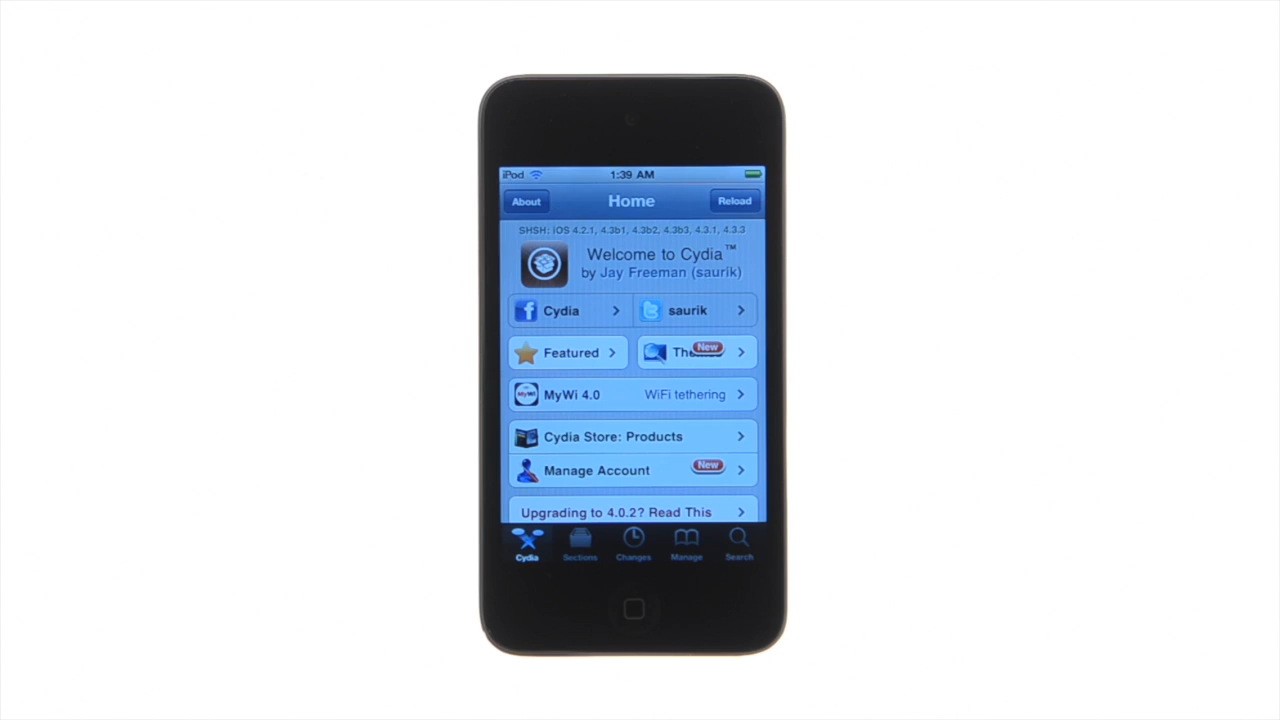 iPod 1:39 AM
About Home Reload
SHSH: iOS 4.2.1, 4.3b1, 4.3b2, 4.3b3, 4.3.1, 4.3.3
Welcome to Cydia™
by Jay Freeman (saurik)
Cydia saurik
Featured Themes New
MyWi MyWi 4.0 WiFi tethering
Cydia Store: Products
Manage Account New
Upgrading to 4.0.2? Read This
Cydia Sections Changes Manage Search